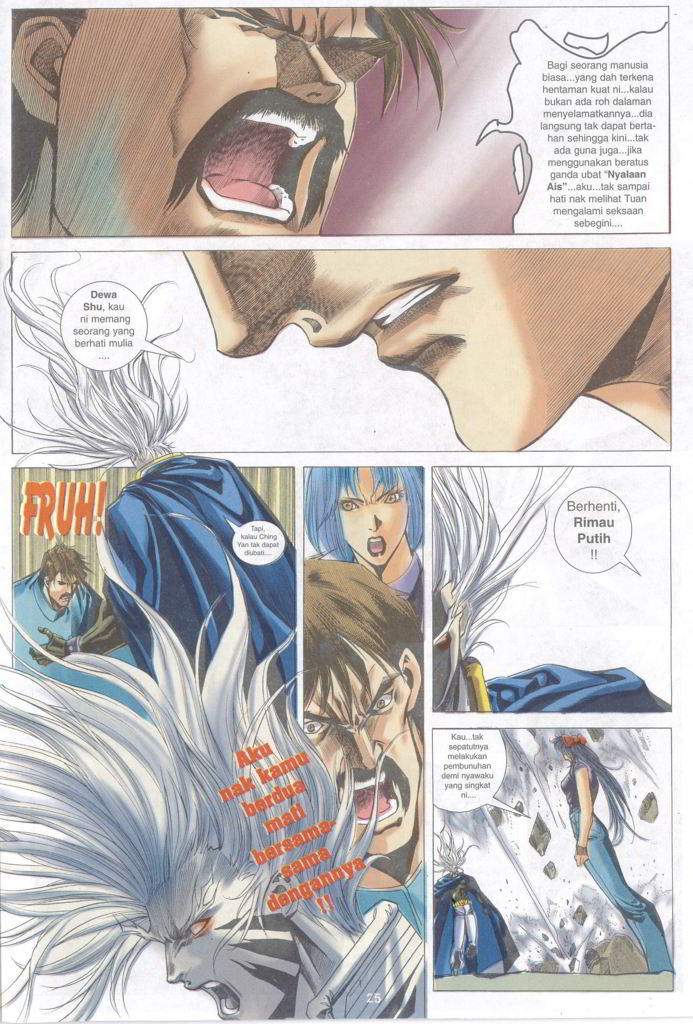 Bagi seorang manusia
biasa...yang dah terkena
hentaman kuat ni...kalau
bukan ada roh dalaman
menyelamatkannya...dia
langsung tak dapat berta-
han sehingga kini...tak
ada guna juga...jika
menggunakan beratus
ganda ubat “Nyalaan
Ais”...aku...tak sampai
hati nak melihat Tuan
mengalami seksaan
sebegini....
Dewa
Shu, kau
ni memang
seorang yang
berhati mulia
....
FRUH!
Tapi,
kalau Ching
Yan tak dapat
diubati....
Aku
nak kamu
berdua
mati
bersama-
sama
dengannya
!!
Berhenti,
Rimau
Putih
!!
Kau...tak
sepatutnya
melakukan
pembunuhan
demi nyawaku
yang singkat
ni....
25